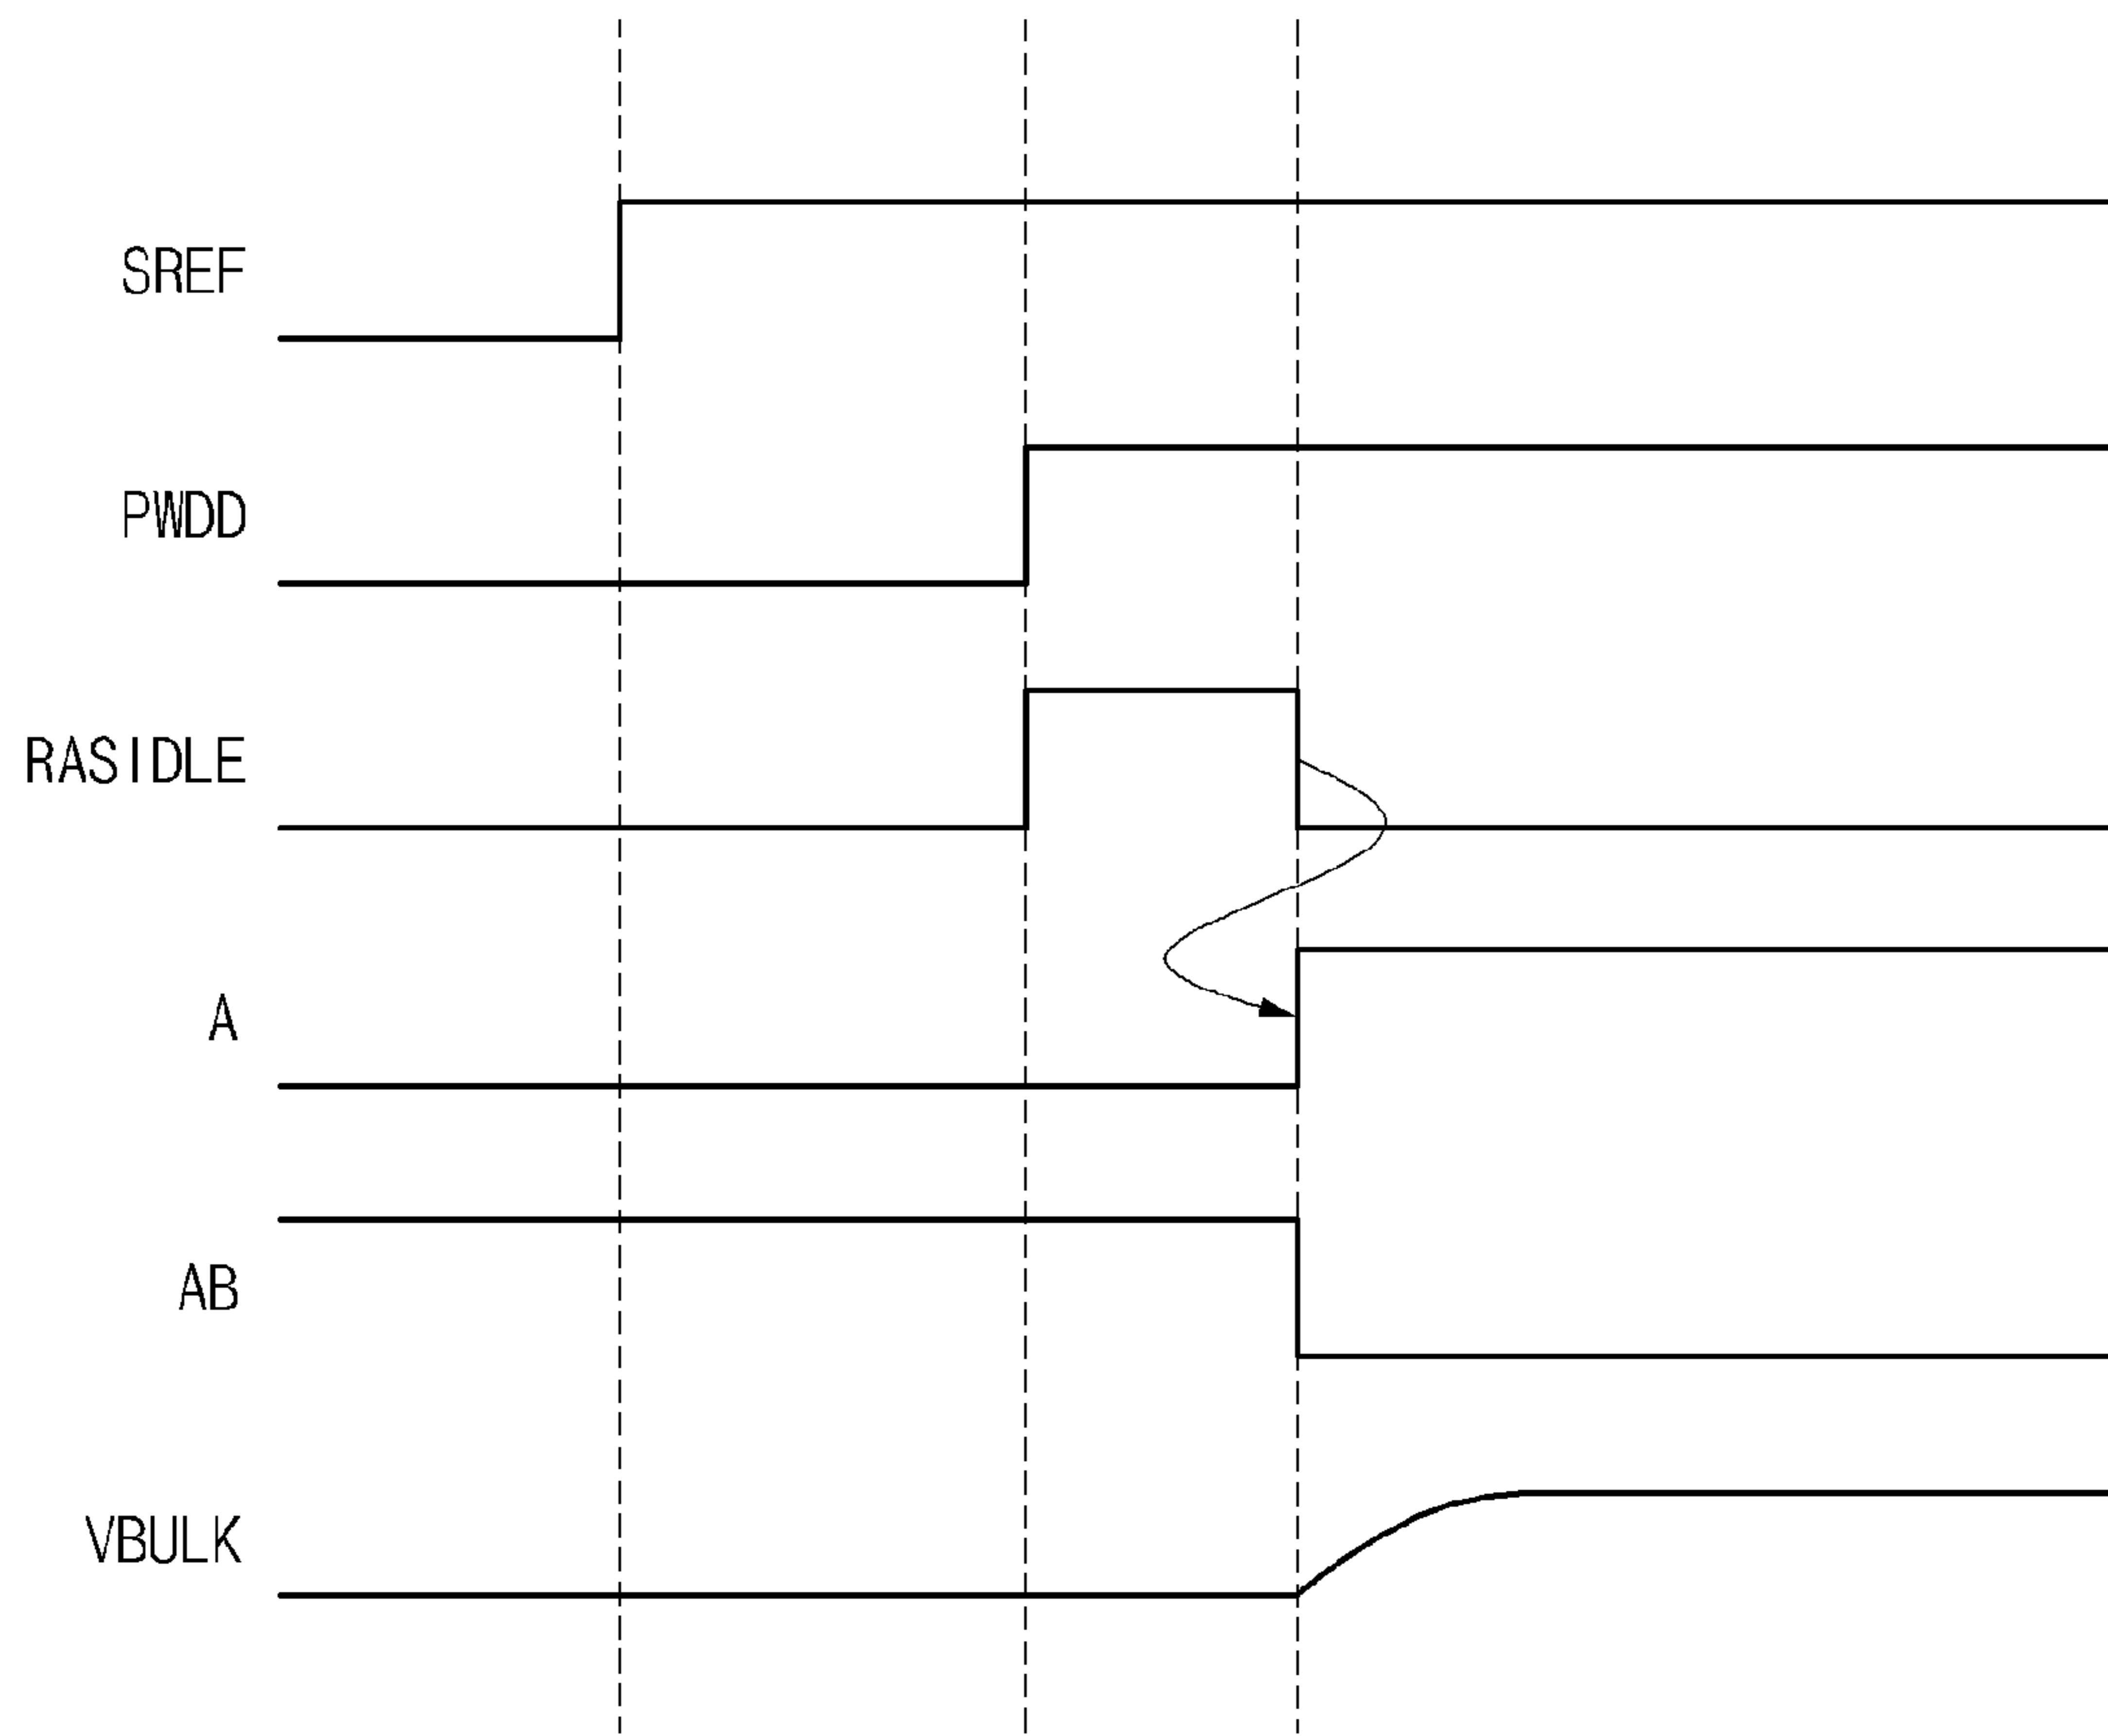 SREF
PWDD
RASIDLE
A
AB
VBULK